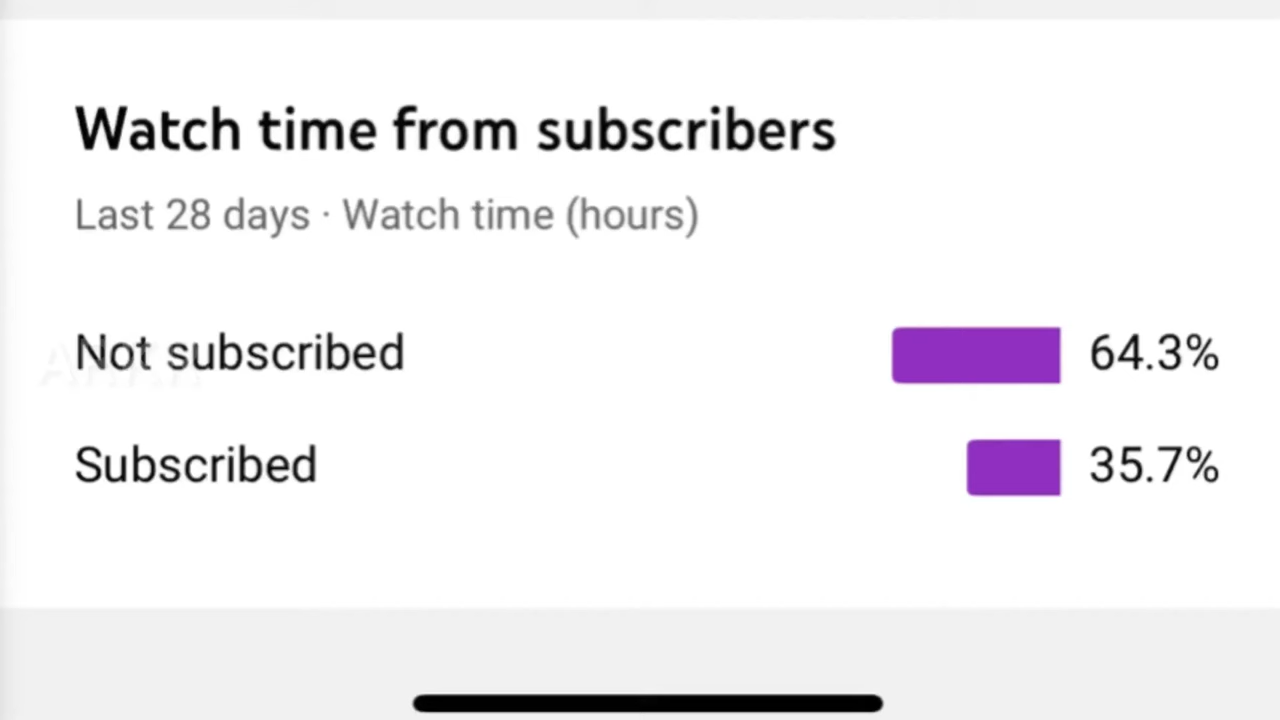 Watch time from subscribers
Last 28 days · Watch time (hours)
Not subscribed 64.3%
Subscribed 35.7%